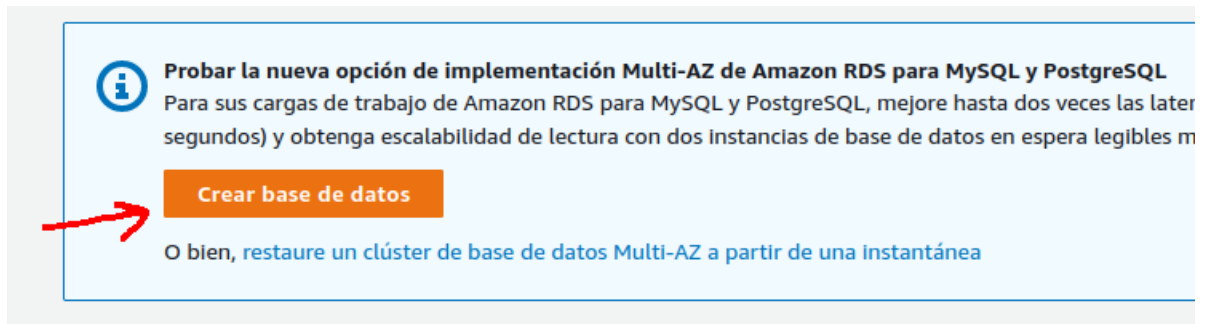 Probar la nueva opción de implementación Multi-AZ de Amazon RDS para MySQL y PostgreSQL
Para sus cargas de trabajo de Amazon RDS para MySQL y PostgreSQL, mejore hasta dos veces las
segundos) y obtenga escalabilidad de lectura con dos instancias de base de datos en espera legibles
Crear base de datos
O bien, restaure un clúster de base de datos Multi-AZ a partir de una instantánea